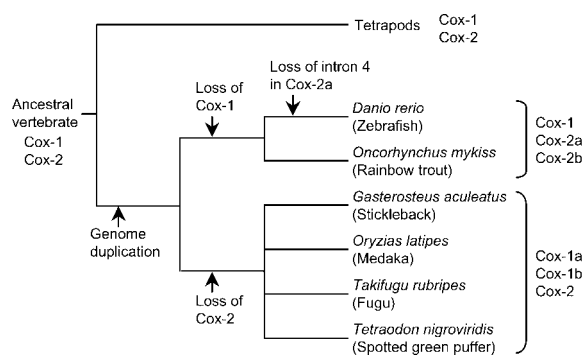 Tetrapods
Cox-1
Cox-2
Loss of intron 4
in Cox-2a
Loss of
Cox-1
Ancestral
vertebrate
Cox-1
Cox-2
Danio rerio
(Zebrafish)
Oncorhynchus mykiss
(Rainbow trout)
Cox-1
Cox-2a
Cox-2b
Genome
duplication
Gasterosteus aculeatus
(Stickleback)
Oryzias latipes
(Medaka)
Loss of
Cox-2
Takifugu rubripes
(Fugu)
Tetraodon nigroviridis
(Spotted green puffer)
Cox-1a
Cox-1b
Cox-2